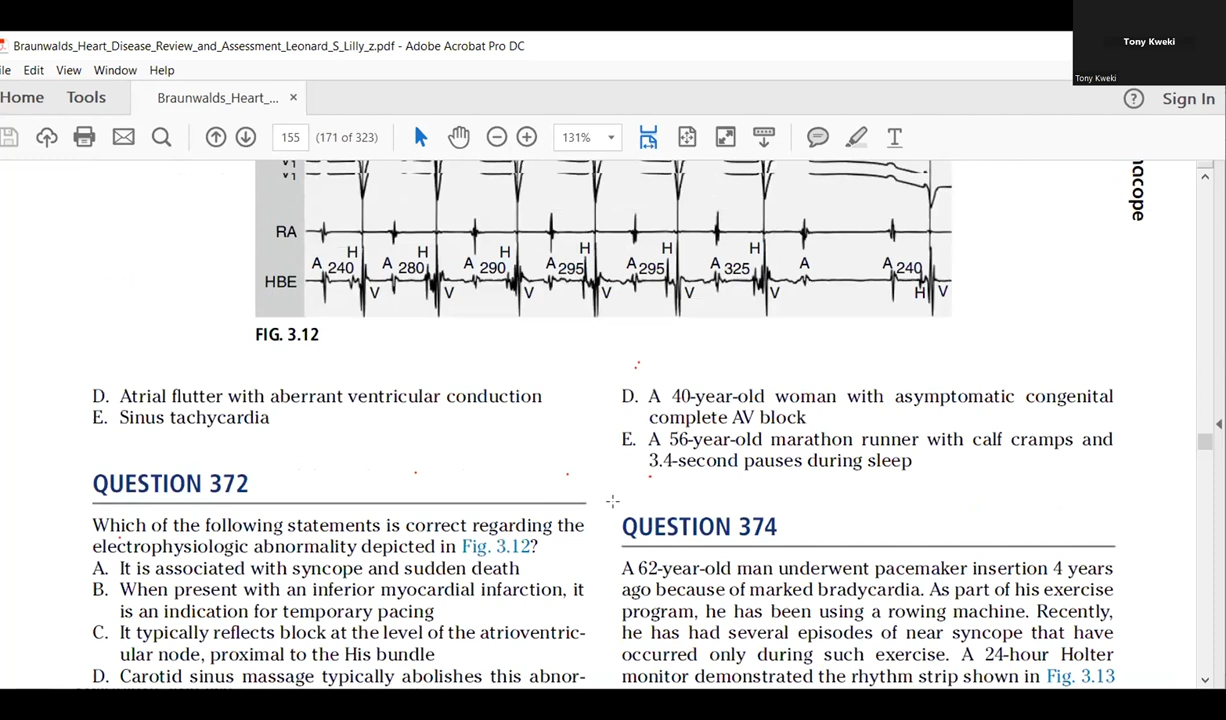 Tony Kweki
Tony Kweki
Braunwalds_Heart_Disease_Review_and_Assessment_Leonard_S_Lilly_z.pdf - Adobe Acrobat Pro DC
ile Edit View Window Help
Home Tools Braunwalds_Heart_... × ? Sign In
155 (171 of 323) 131%
V1
V1
nacope
RA
H H H H H H
A 240 A 280 A 290 A 295 A 295 A 325 A A 240
HBE
V V V V V V H V
FIG. 3.12
D. Atrial flutter with aberrant ventricular conduction
E. Sinus tachycardia
QUESTION 372
Which of the following statements is correct regarding the
electrophysiologic abnormality depicted in Fig. 3.12?
A. It is associated with syncope and sudden death
B. When present with an inferior myocardial infarction, it
is an indication for temporary pacing
C. It typically reflects block at the level of the atrioventric-
ular node, proximal to the His bundle
D. Carotid sinus massage typically abolishes this abnor-
D. A 40-year-old woman with asymptomatic congenital
complete AV block
E. A 56-year-old marathon runner with calf cramps and
3.4-second pauses during sleep
QUESTION 374
A 62-year-old man underwent pacemaker insertion 4 years
ago because of marked bradycardia. As part of his exercise
program, he has been using a rowing machine. Recently,
he has had several episodes of near syncope that have
occurred only during such exercise. A 24-hour Holter
monitor demonstrated the rhythm strip shown in Fig. 3.13